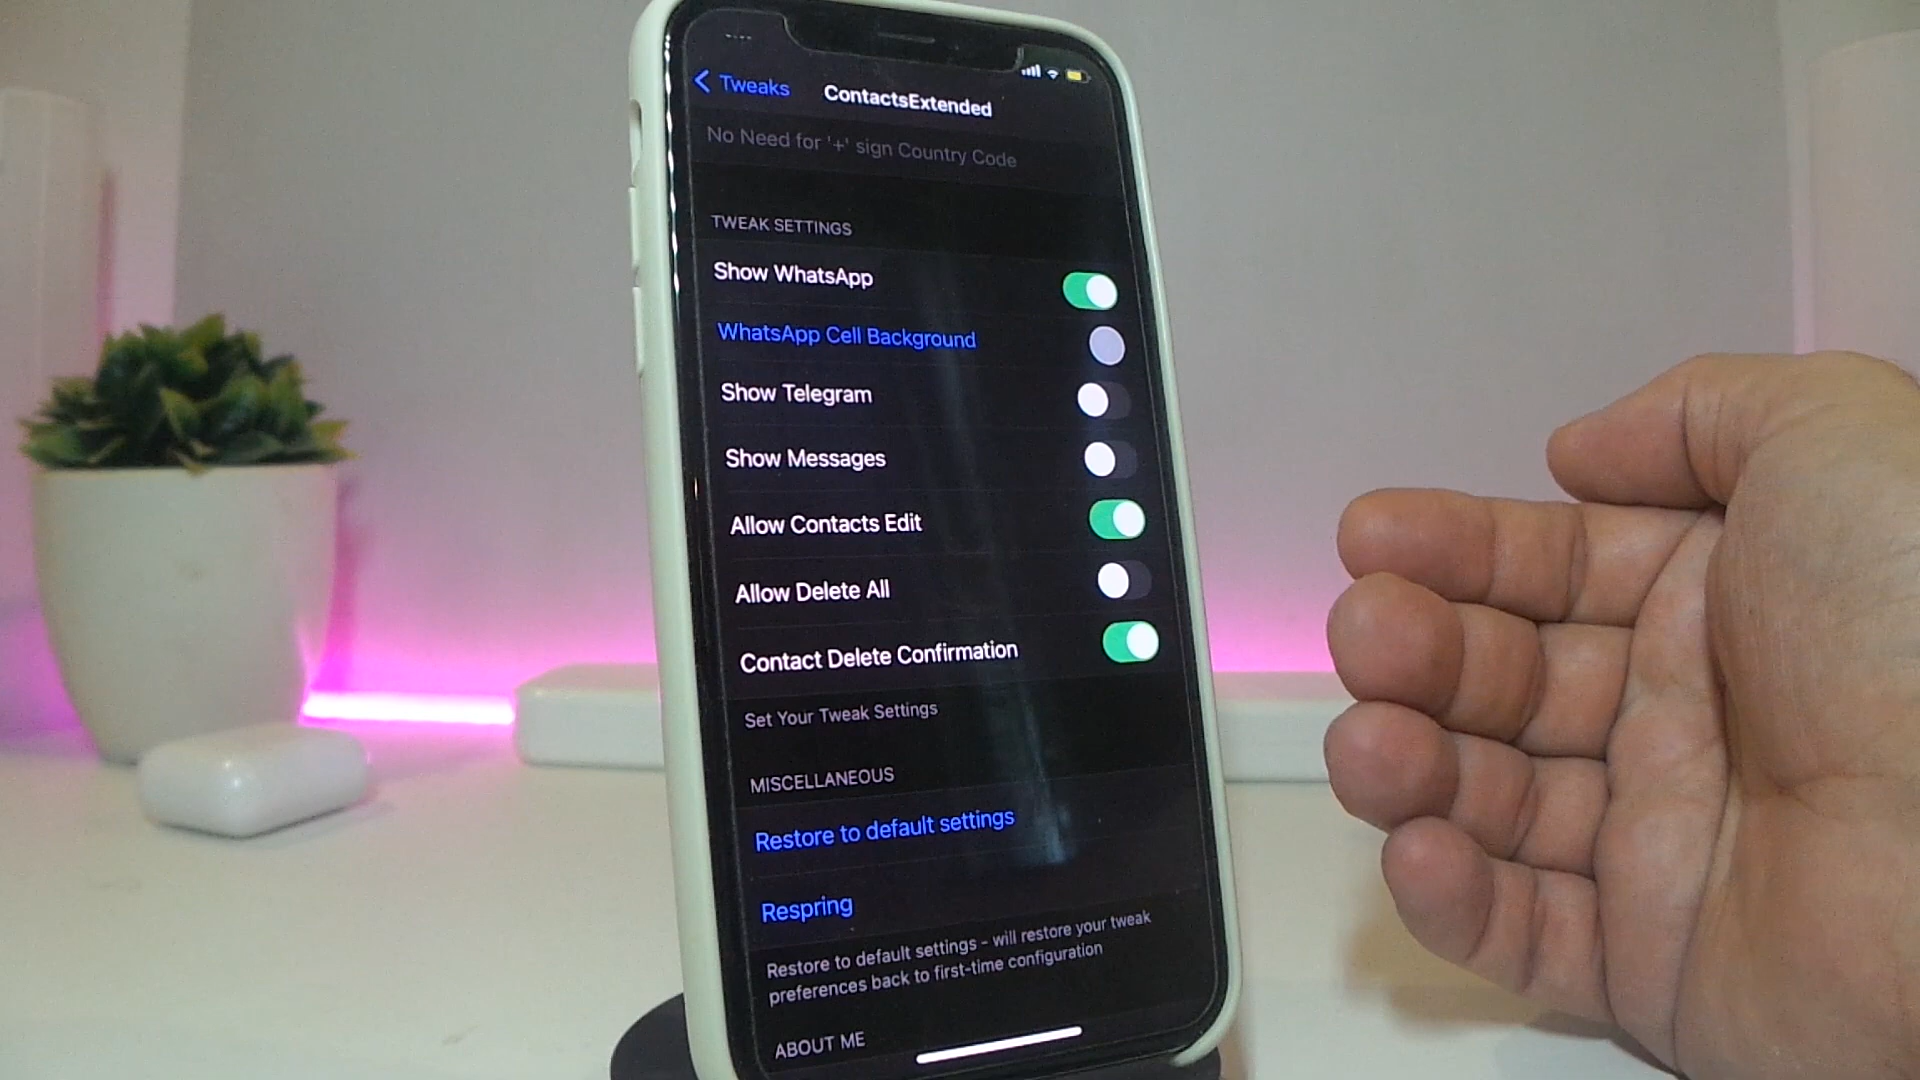 Tweaks
ContactsExtended
No Need for '+' sign Country Code
TWEAK SETTINGS
Show WhatsApp
WhatsApp Cell Background
Show Telegram
Show Messages
Allow Contacts Edit
Allow Delete All
Contact Delete Confirmation
Set Your Tweak Settings
MISCELLANEOUS
Restore to default settings
Respring
Restore to default settings - will restore your tweak
preferences back to first-time configuration
ABOUT ME